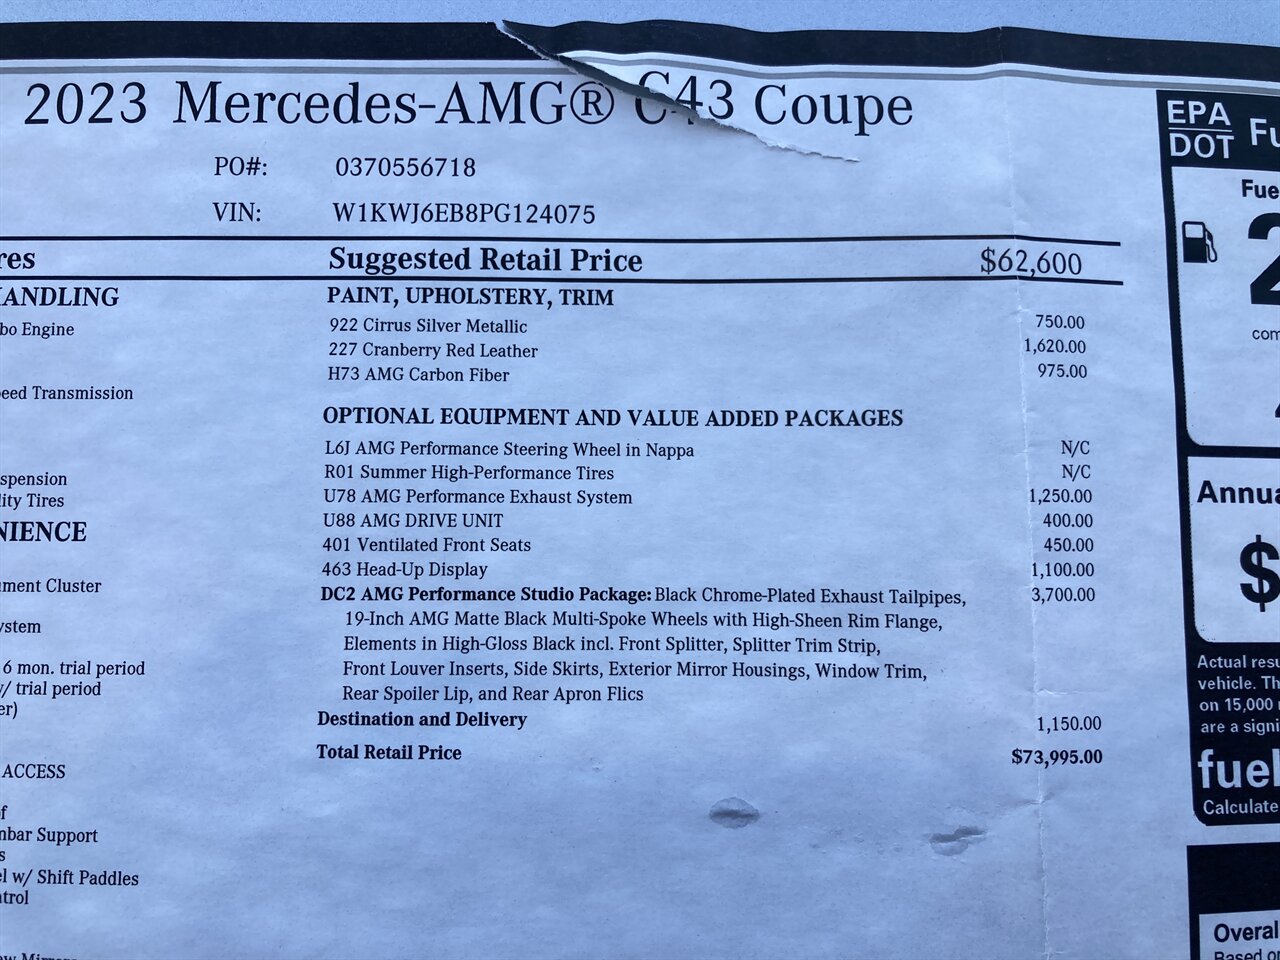 2023 Mercedes-AMG® C43 Coupe
PO#: 0370556718
VIN: W1KWJ6EB8PG124075
Suggested Retail Price $62,600
PAINT, UPHOLSTERY, TRIM
922 Cirrus Silver Metallic 750.00
227 Cranberry Red Leather 1,620.00
H73 AMG Carbon Fiber 975.00
OPTIONAL EQUIPMENT AND VALUE ADDED PACKAGES
L6J AMG Performance Steering Wheel in Nappa N/C
R01 Summer High-Performance Tires N/C
U78 AMG Performance Exhaust System 1,250.00
U88 AMG DRIVE UNIT 400.00
401 Ventilated Front Seats 450.00
463 Head-Up Display 1,100.00
DC2 AMG Performance Studio Package: Black Chrome-Plated Exhaust Tailpipes, 3,700.00
19-Inch AMG Matte Black Multi-Spoke Wheels with High-Sheen Rim Flange,
Elements in High-Gloss Black incl. Front Splitter, Splitter Trim Strip,
Front Louver Inserts, Side Skirts, Exterior Mirror Housings, Window Trim,
Rear Spoiler Lip, and Rear Apron Flics
Destination and Delivery 1,150.00
Total Retail Price $73,995.00
res
HANDLING
bo Engine
eed Transmission
spension
lity Tires
NIENCE
ment Cluster
ystem
6 mon. trial period
/ trial period
er)
ACCESS
f
mbar Support
s
el w/ Shift Paddles
ntrol
EPA
DOT
Fu
Fue
2
com
Annua
$
Actual resu
vehicle. Th
on 15,000
are a signi
fuel
Calculate
Overal
Based on